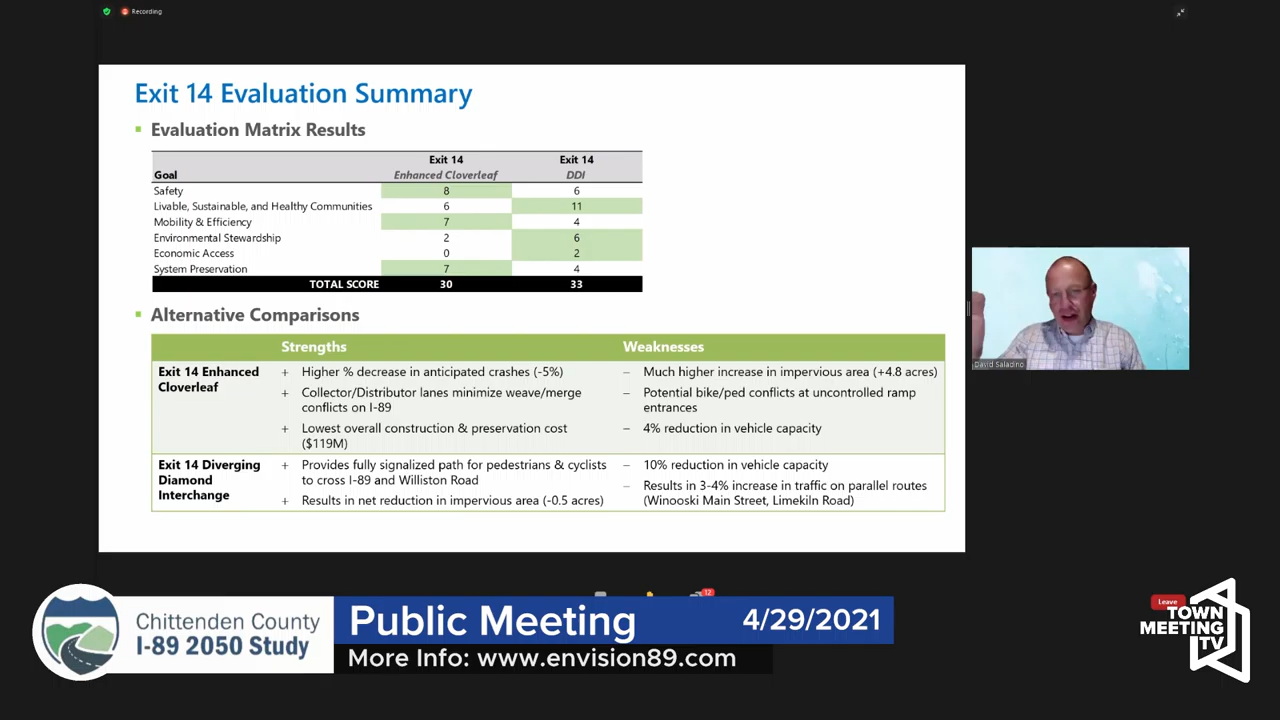 Recording
Exit 14 Evaluation Summary
Evaluation Matrix Results
Exit 14 Exit 14
Goal Enhanced Cloverleaf DDI
Safety 8 6
Livable, Sustainable, and Healthy Communities 6 11
Mobility & Efficiency 7 4
Environmental Stewardship 2 6
Economic Access 0 2
System Preservation 7 4
TOTAL SCORE 30 33
Alternative Comparisons
Strengths Weaknesses
Exit 14 Enhanced
Cloverleaf
+ Higher % decrease in anticipated crashes (-5%)
+ Collector/Distributor lanes minimize weave/merge
conflicts on I-89
+ Lowest overall construction & preservation cost
($119M)
– Much higher increase in impervious area (+4.8 acres)
– Potential bike/ped conflicts at uncontrolled ramp
entrances
– 4% reduction in vehicle capacity
Exit 14 Diverging
Diamond
Interchange
+ Provides fully signalized path for pedestrians & cyclists
to cross I-89 and Williston Road
+ Results in net reduction in impervious area (-0.5 acres)
– 10% reduction in vehicle capacity
– Results in 3-4% increase in traffic on parallel routes
(Winooski Main Street, Limekiln Road)
David Saladino
12
Leave
Chittenden County
I-89 2050 Study
Public Meeting 4/29/2021
More Info: www.envision89.com
TOWN
MEETING
TV